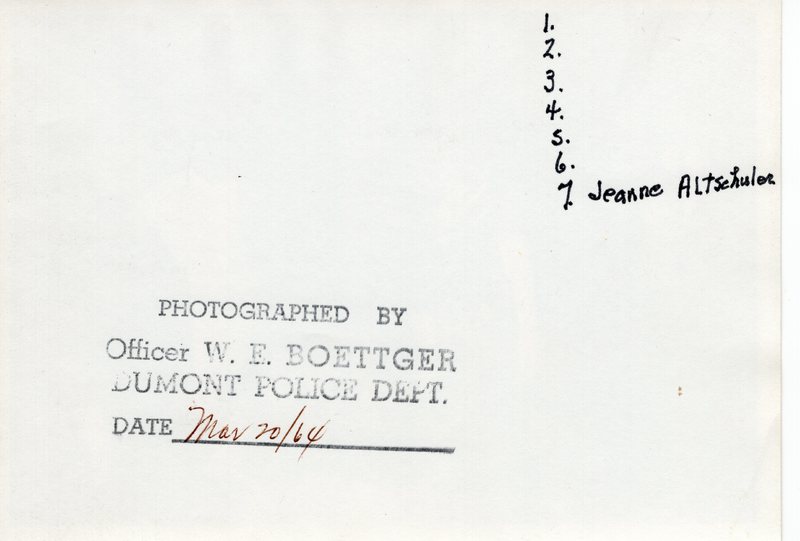 1.
2.
3.
4.
5.
6.
7. Jeanne Altschuler
PHOTOGRAPHED BY
Officer W. E. BOETTGER
DUMONT POLICE DEPT.
DATE Mar 20/64